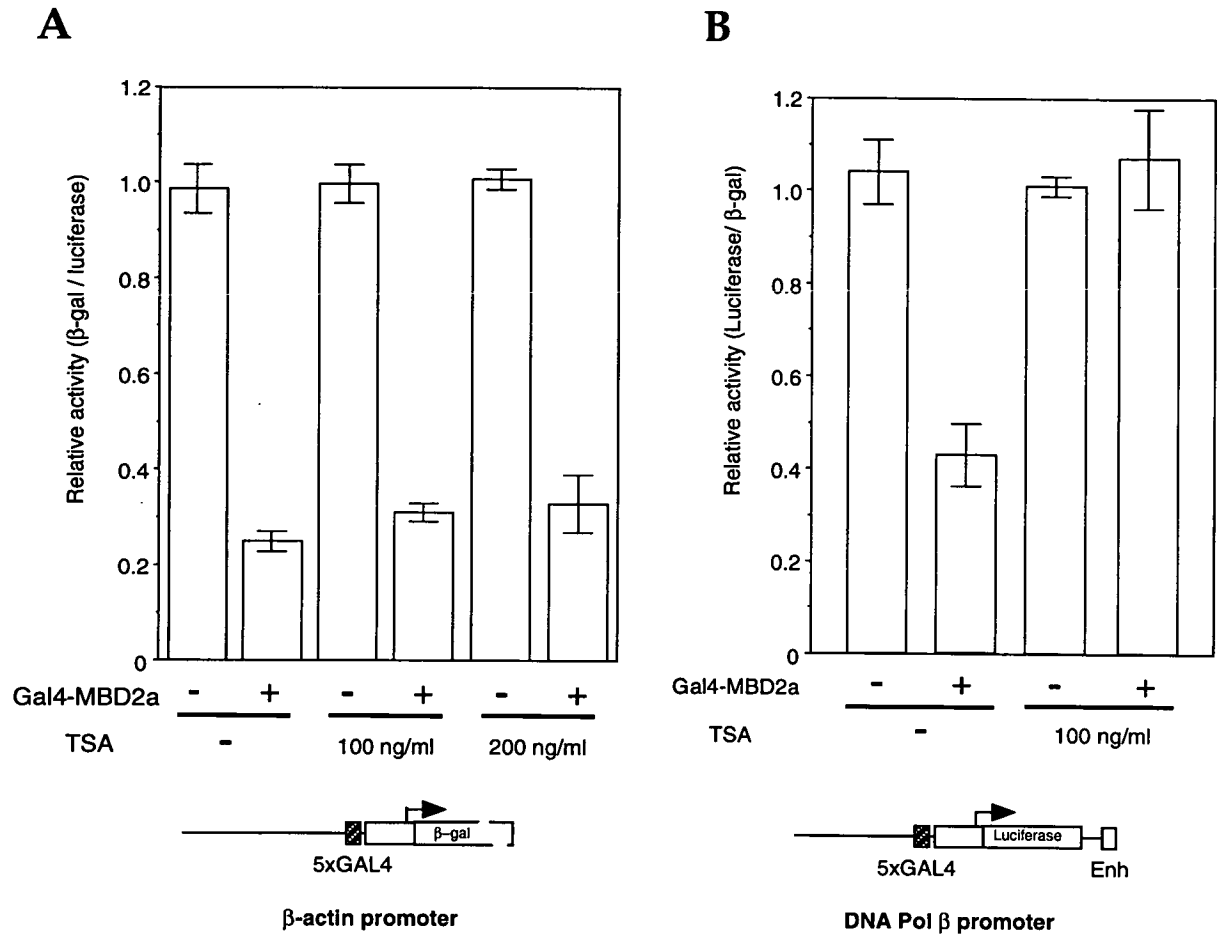 A
Relative activity (β-gal / luciferase)
1.2
1.0
0.8
0.6
0.4
0.2
0
Gal4-MBD2a - + - + - +
TSA - 100 ng/ml 200 ng/ml
β-gal
5xGAL4
β-actin promoter
B
Relative activity (Luciferase/ β-gal)
1.2
1.0
0.8
0.6
0.4
0.2
0
Gal4-MBD2a - + - +
TSA - 100 ng/ml
Luciferase
5xGAL4 Enh
DNA Pol β promoter